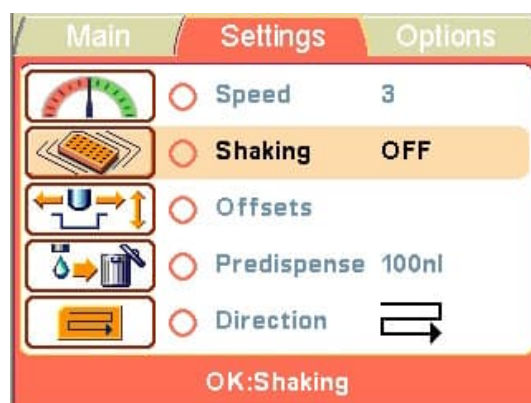 Main Settings Options
Speed 3
Shaking OFF
Offsets
Predispense 100nl
Direction
OK:Shaking